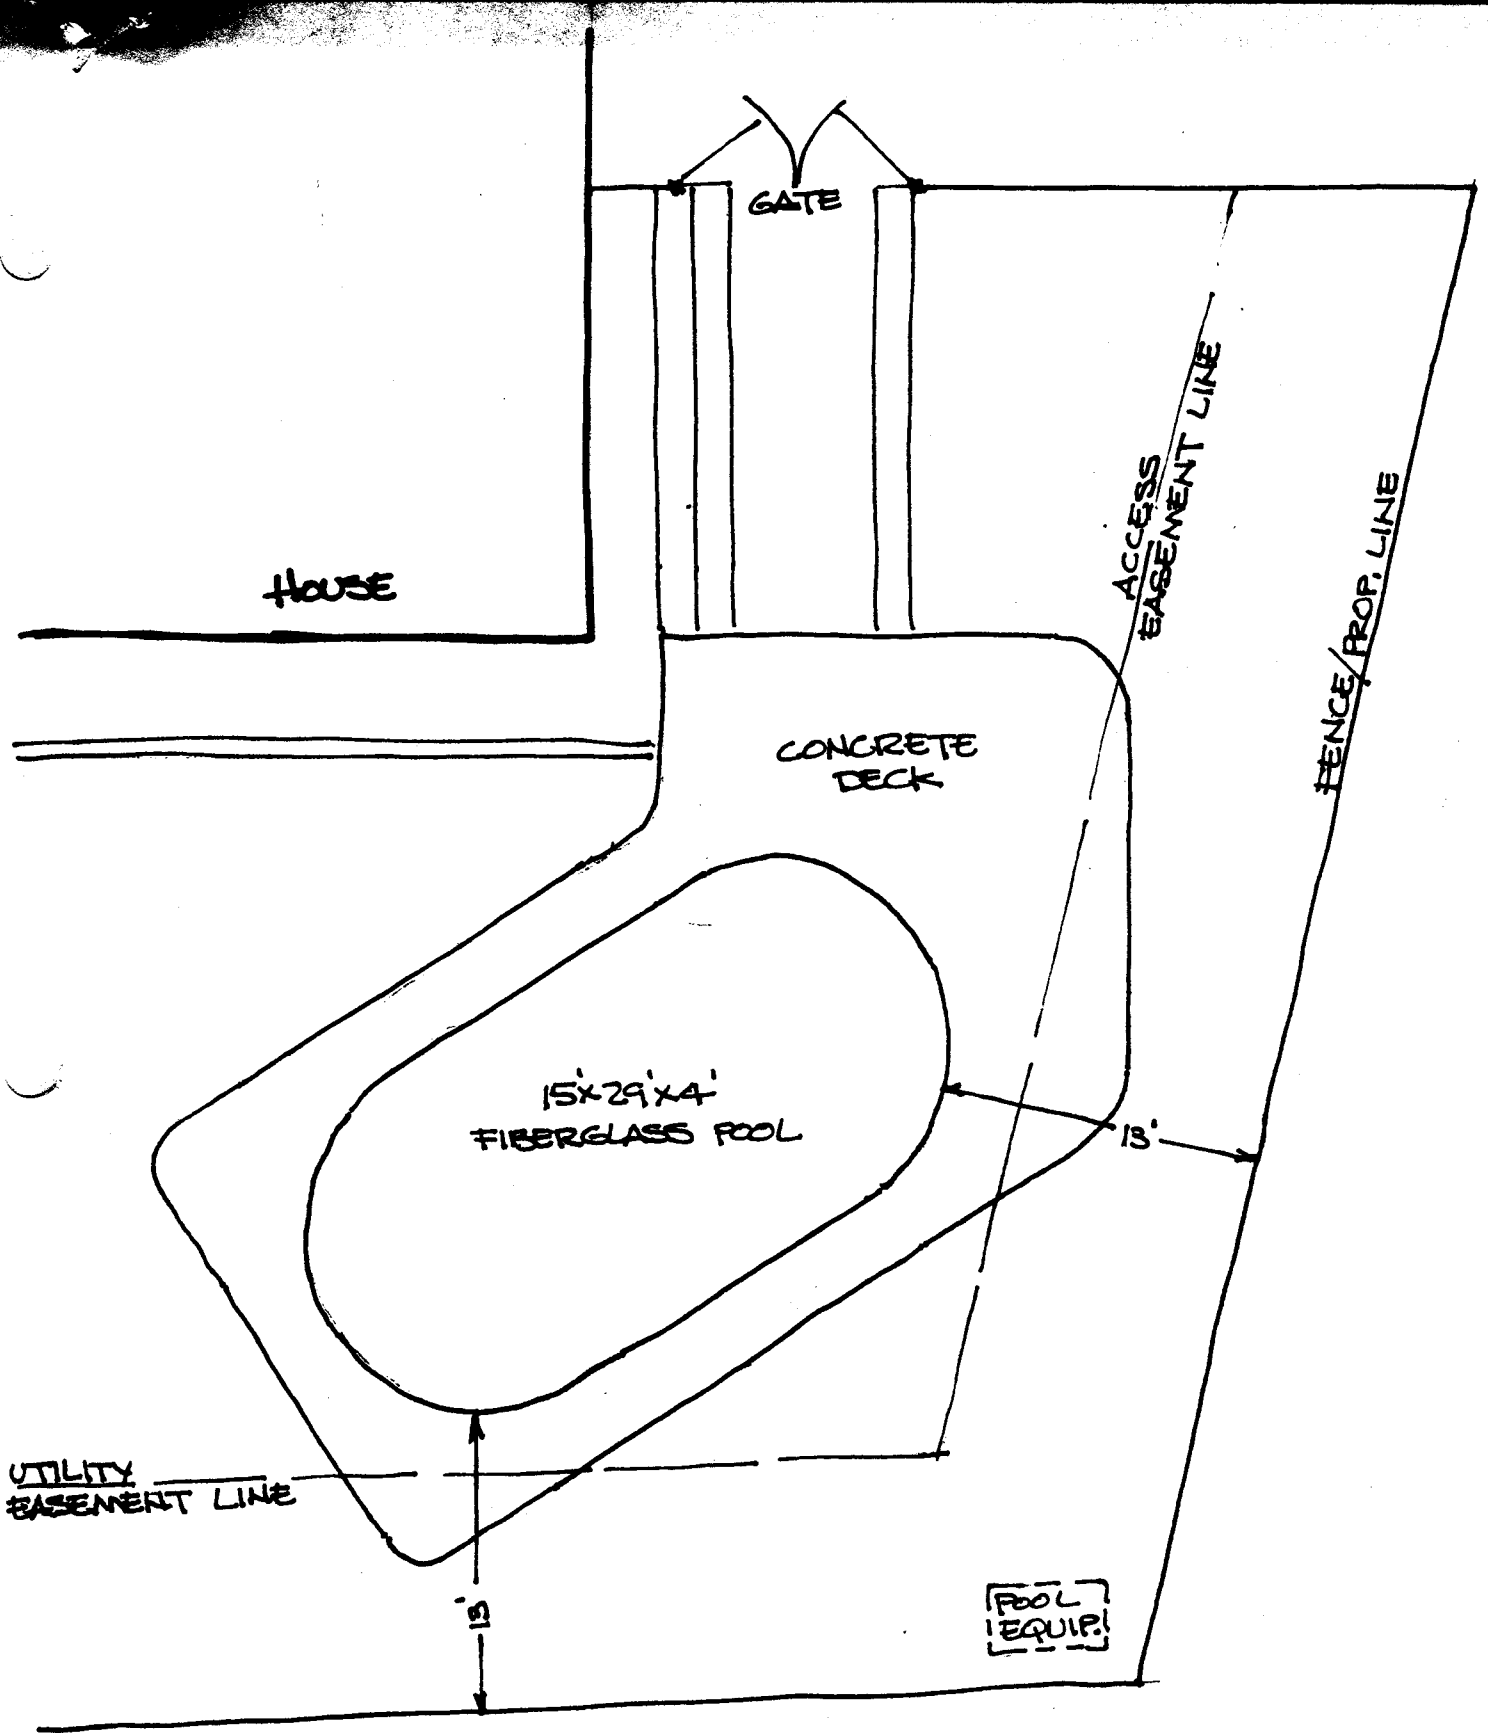 GATE
ACCESS
EASEMENT LINE
FENCE/PROP. LINE
HOUSE
CONCRETE
DECK
15'x29'x4'
FIBERGLASS POOL
13'
UTILITY
EASEMENT LINE
13'
POOL
EQUIP.